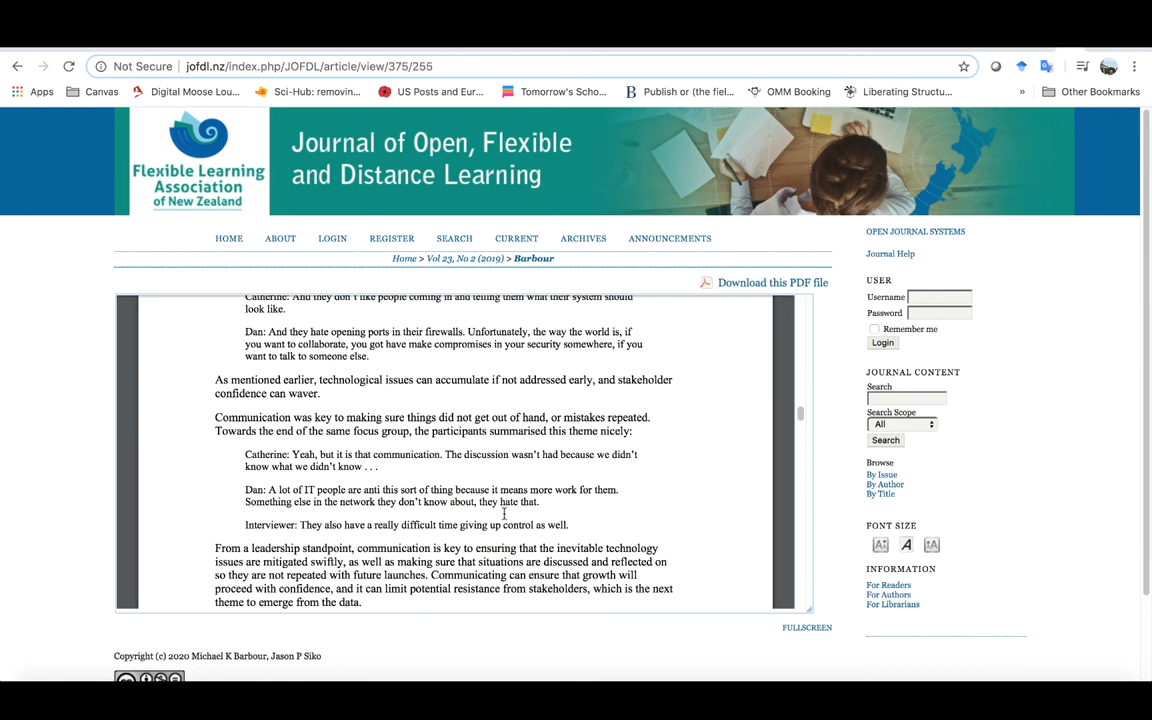 Not Secure jofdl.nz/index.php/JOFDL/article/view/375/255
Apps Canvas Digital Moose Lou... Sci-Hub: removin... US Posts and Eur... Tomorrow's Scho... B Publish or (the fiel... OMM Booking Liberating Structu... » Other Bookmarks
Flexible Learning
Association
of New Zealand
Journal of Open, Flexible
and Distance Learning
HOME ABOUT LOGIN REGISTER SEARCH CURRENT ARCHIVES ANNOUNCEMENTS
Home > Vol 23, No 2 (2019) > Barbour
Download this PDF file
Catherine: And they don't like people coming in and telling them what their system should
look like.
Dan: And they hate opening ports in their firewalls. Unfortunately, the way the world is, if
you want to collaborate, you got have make compromises in your security somewhere, if you
want to talk to someone else.
As mentioned earlier, technological issues can accumulate if not addressed early, and stakeholder
confidence can waver.
Communication was key to making sure things did not get out of hand, or mistakes repeated.
Towards the end of the same focus group, the participants summarised this theme nicely:
Catherine: Yeah, but it is that communication. The discussion wasn't had because we didn't
know what we didn't know . . .
Dan: A lot of IT people are anti this sort of thing because it means more work for them.
Something else in the network they don't know about, they hate that.
Interviewer: They also have a really difficult time giving up control as well.
From a leadership standpoint, communication is key to ensuring that the inevitable technology
issues are mitigated swiftly, as well as making sure that situations are discussed and reflected on
so they are not repeated with future launches. Communicating can ensure that growth will
proceed with confidence, and it can limit potential resistance from stakeholders, which is the next
theme to emerge from the data.
FULLSCREEN
Copyright (c) 2020 Michael K Barbour, Jason P Siko
OPEN JOURNAL SYSTEMS
Journal Help
USER
Username
Password
Remember me
Login
JOURNAL CONTENT
Search
Search Scope
All
Search
Browse
By Issue
By Author
By Title
FONT SIZE
A A A
INFORMATION
For Readers
For Authors
For Librarians